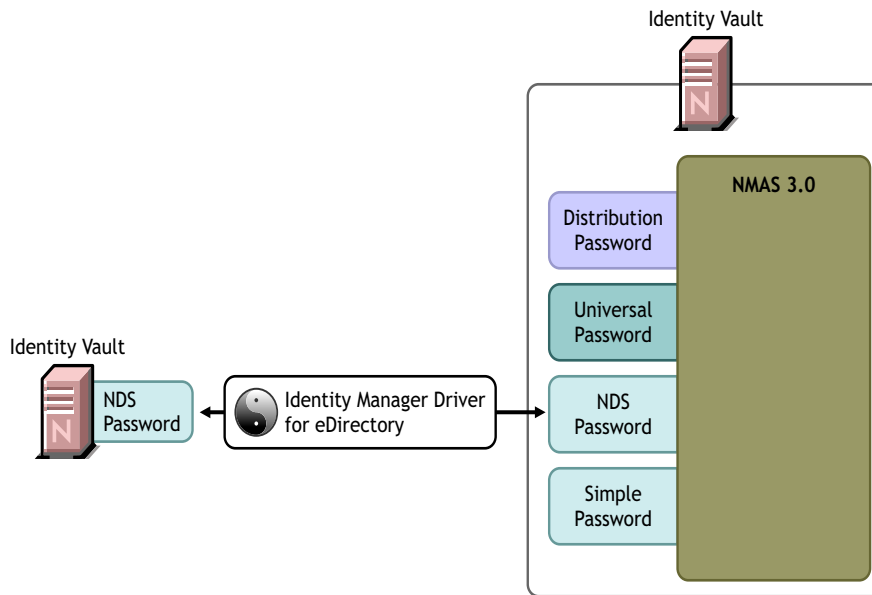 Identity Vault
NMAS 3.0
Distribution
Password
Universal
Password
Identity Vault
NDS
Password
Identity Manager Driver
for eDirectory
NDS
Password
Simple
Password
N
N